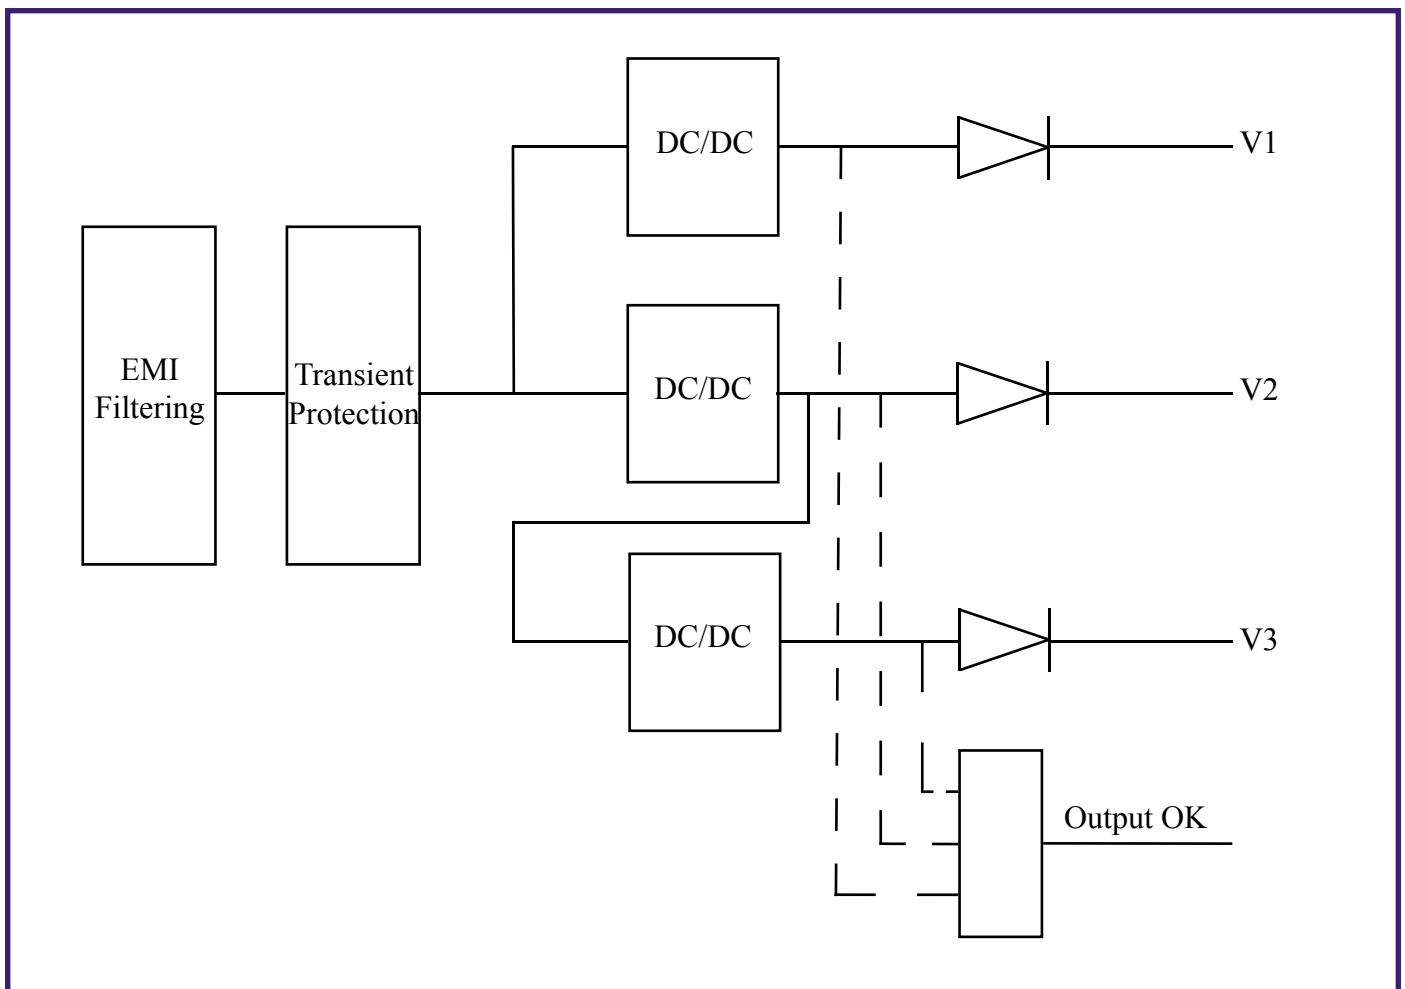 DC/DC
V1
EMI
Filtering
Transient
Protection
DC/DC
V2
DC/DC
V3
Output OK